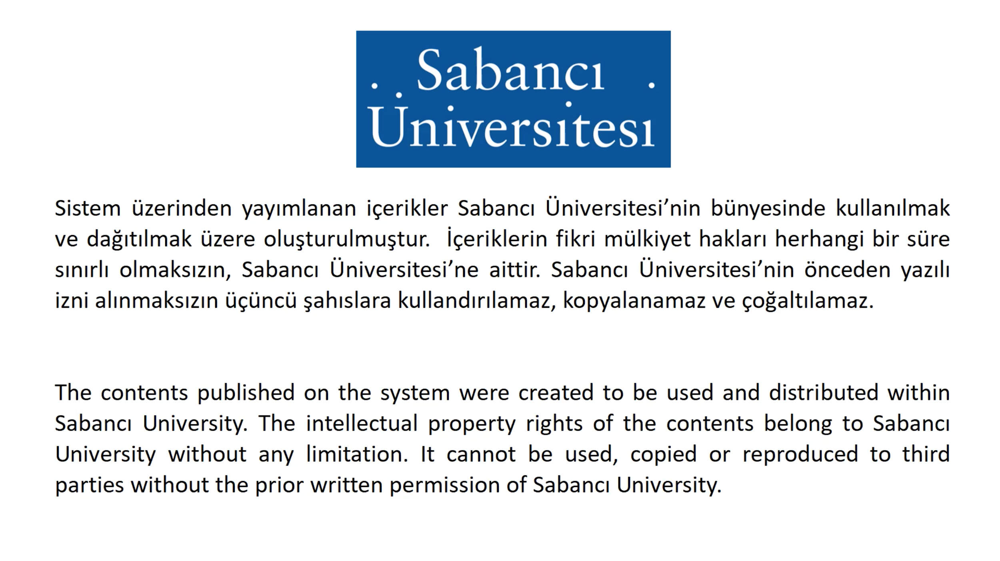 Sabancı
Üniversitesi
Sistem üzerinden yayımlanan içerikler Sabancı Üniversitesi’nin bünyesinde kullanılmak
ve dağıtılmak üzere oluşturulmuştur.  İçeriklerin fikri mülkiyet hakları herhangi bir süre
sınırlı olmaksızın, Sabancı Üniversitesi’ne aittir. Sabancı Üniversitesi’nin önceden yazılı
izni alınmaksızın üçüncü şahıslara kullandırılamaz, kopyalanamaz ve çoğaltılamaz.
The contents published on the system were created to be used and distributed within
Sabancı University. The intellectual property rights of the contents belong to Sabancı
University without any limitation. It cannot be used, copied or reproduced to third
parties without the prior written permission of Sabancı University.